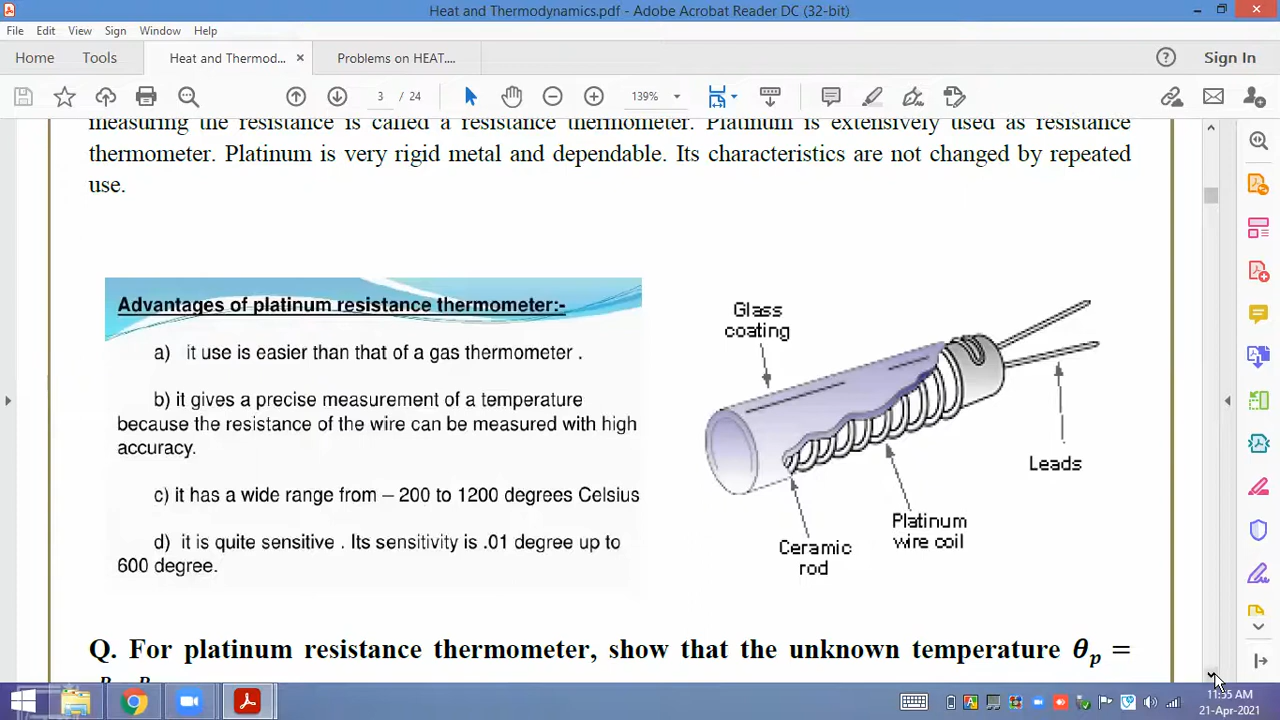 Heat and Thermodynamics.pdf - Adobe Acrobat Reader DC (32-bit)
File Edit View Sign Window Help
Home Tools Heat and Thermod... × Problems on HEAT.... Sign In
3 / 24 139%
measuring the resistance is called a resistance thermometer. Platinum is extensively used as resistance
thermometer. Platinum is very rigid metal and dependable. Its characteristics are not changed by repeated
use.
Advantages of platinum resistance thermometer:-
a) it use is easier than that of a gas thermometer .
b) it gives a precise measurement of a temperature
because the resistance of the wire can be measured with high
accuracy.
c) it has a wide range from – 200 to 1200 degrees Celsius
d) it is quite sensitive . Its sensitivity is .01 degree up to
600 degree.
Glass
coating
Leads
Platinum
wire coil
Ceramic
rod
Q. For platinum resistance thermometer, show that the unknown temperature θp =
11:35 AM
21-Apr-2021